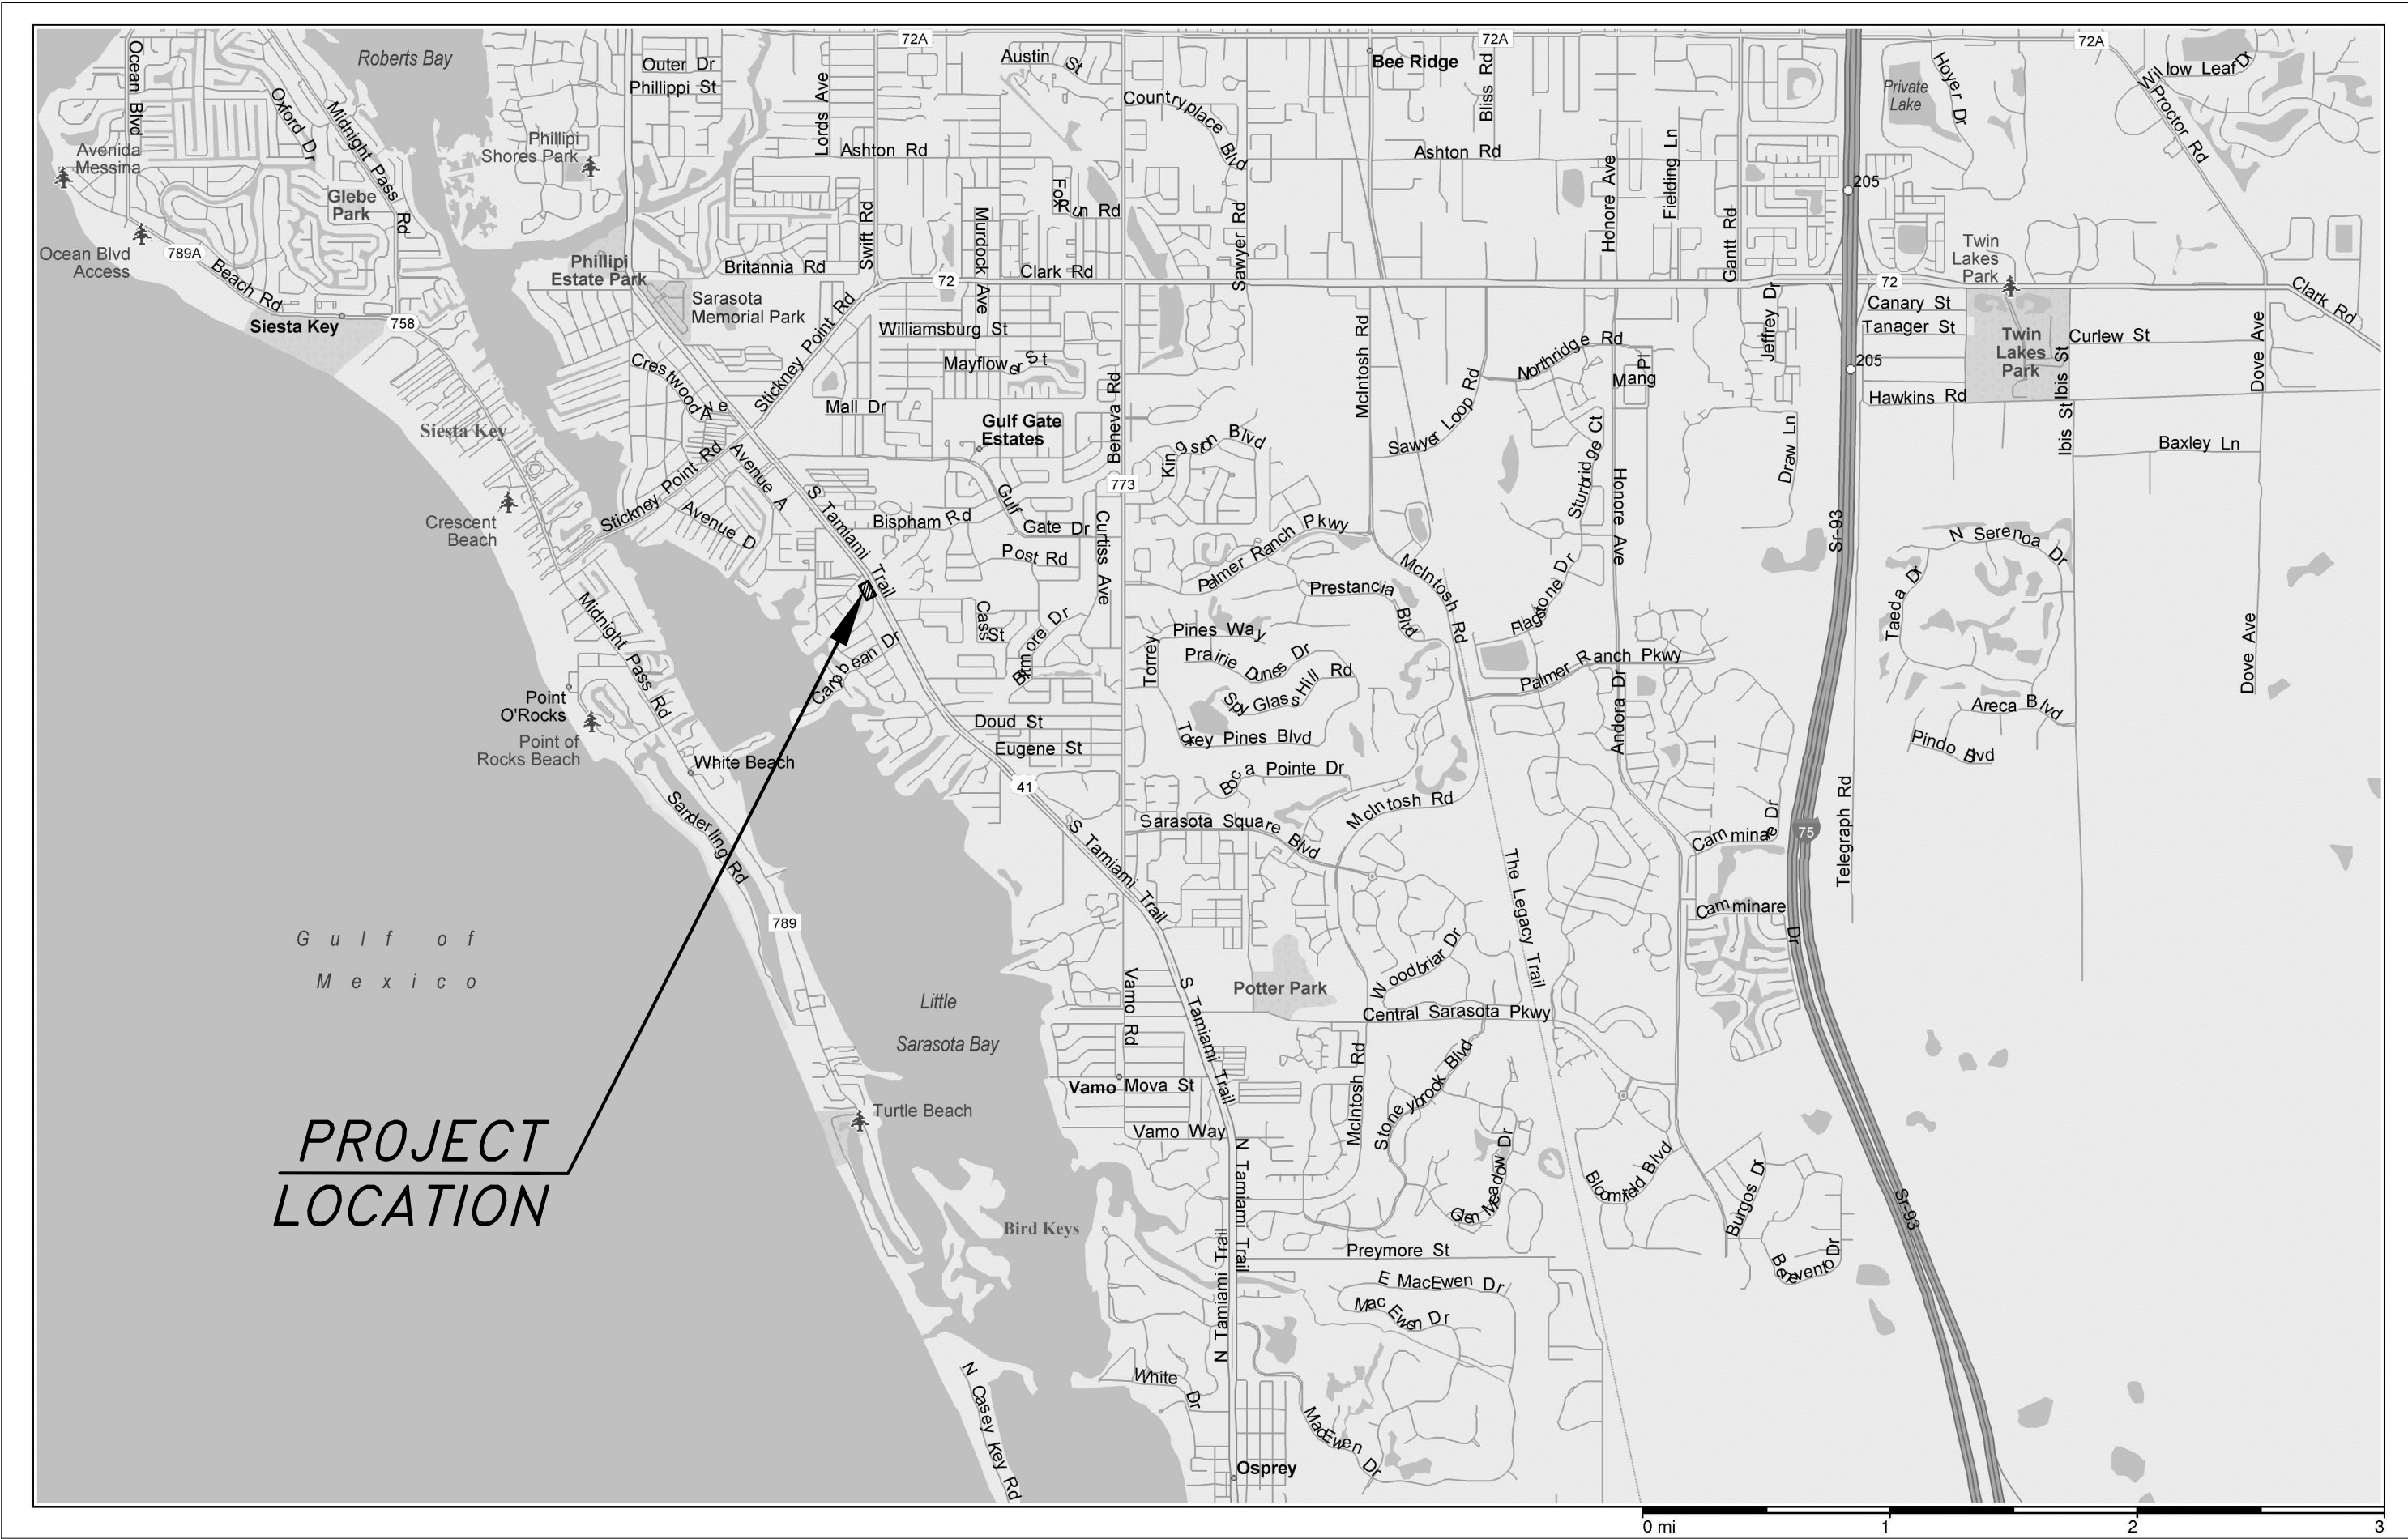 Roberts Bay
72A
72A
72A
Ocean Blvd
Oxford Dr
Midnight Pass Rd
Outer Dr
Phillippi St
Lords Ave
Austin St
Bee Ridge
Bliss Rd
Private
Lake
Hoyer Dr
Willow Leaf Dr
Proctor Rd
Countryplace Blvd
Avenida
Messina
Phillipi
Shores Park
Ashton Rd
Ashton Rd
Honore Ave
Fielding Ln
205
Glebe
Park
Fox Run Rd
Swift Rd
Murdock Ave
Sawyer Rd
Gantt Rd
Ocean Blvd
Access
789A
Beach Rd
Phillipi
Estate Park
Britannia Rd
Clark Rd
72
72
Twin
Lakes
Park
Clark Rd
Siesta Key
758
Sarasota
Memorial Park
Stickney Point Rd
Williamsburg St
Mayflower St
McIntosh Rd
Northridge Rd
Mang Pl
Jeffrey Dr
Canary St
Tanager St
205
Twin
Lakes
Park
Curlew St
Ibis St
Dove Ave
Hawkins Rd
Crestwood Ave
Mall Dr
Gulf Gate
Estates
Beneva Rd
Sawyer Loop Rd
Siesta Key
Kingston Blvd
Sturbridge Ct
Draw Ln
Ibis St
Baxley Ln
Stickney Point Rd
Avenue A
Avenue D
S Tamiami Trail
773
Honore Ave
Crescent
Beach
Bispham Rd
Gulf Gate Dr
Post Rd
Curtiss Ave
Palmer Ranch Pkwy
McIntosh Rd
Sr-93
N Serenoa Dr
Taeda Dr
Prestancia Blvd
Flagstone Dr
Midnight Pass Rd
Cass St
Biltmore Dr
Caribbean Dr
Torrey
Pines Way
Prairie Dunes Dr
Spy Glass Hill Rd
Palmer Ranch Pkwy
Andora Dr
Dove Ave
Areca Blvd
Pindo Blvd
Point
O'Rocks
Point of
Rocks Beach
Doud St
Eugene St
Torrey Pines Blvd
White Beach
41
Boca Pointe Dr
McIntosh Rd
Sanderling Rd
S Tamiami Trail
Sarasota Square Blvd
Camminare Dr
75
Telegraph Rd
The Legacy Trail
789
Camminare Dr
Gulf of
Mexico
Woodbriar Dr
Little
Sarasota Bay
Vamo Rd
S Tamiami Trail
Potter Park
Central Sarasota Pkwy
Vamo
Mova St
McIntosh Rd
Stoneybrook Blvd
Turtle Beach
Vamo Way
PROJECT
LOCATION
Glen Meadow Dr
Bloomfield Blvd
Burgos Dr
Benevento Dr
Sr-93
Bird Keys
N Tamiami Trail
N Tamiami Trail
Preymore St
E MacEwen Dr
Mac Ewen Dr
N Casey Key Rd
White Dr
MacEwen Dr
Osprey
0 mi 1 2 3